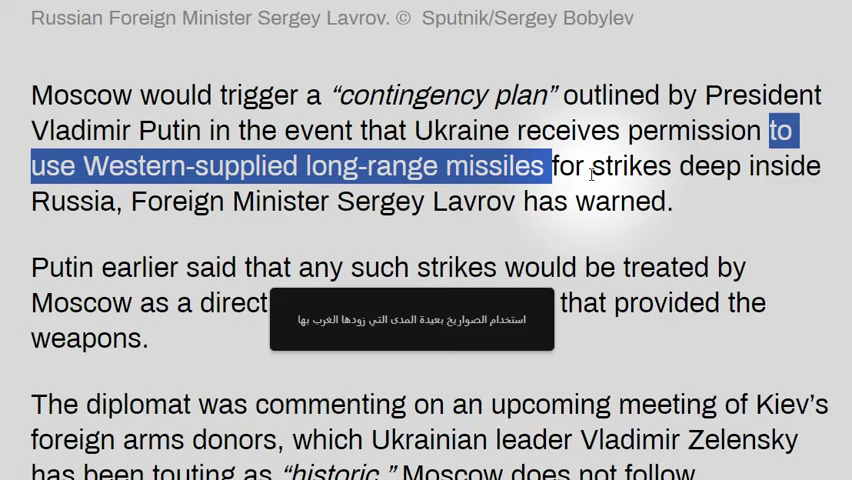 Russian Foreign Minister Sergey Lavrov. © Sputnik/Sergey Bobylev
Moscow would trigger a “contingency plan” outlined by President
Vladimir Putin in the event that Ukraine receives permission to
use Western-supplied long-range missiles for strikes deep inside
Russia, Foreign Minister Sergey Lavrov has warned.
Putin earlier said that any such strikes would be treated by
Moscow as a direct that provided the
استخدام الصواريخ بعيدة المدى التي زودها الغرب بها
weapons.
The diplomat was commenting on an upcoming meeting of Kiev’s
foreign arms donors, which Ukrainian leader Vladimir Zelensky
has been touting as “historic.” Moscow does not follow